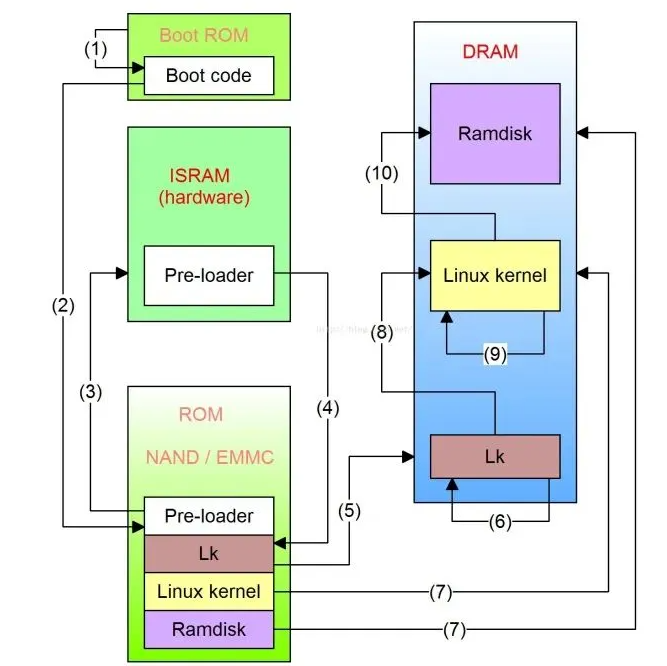 Boot ROM
(1)
Boot code
ISRAM
(hardware)
Pre-loader
(2)
(3)
(4)
ROM
NAND / EMMC
Pre-loader
Lk
Linux kernel
Ramdisk
(5)
DRAM
Ramdisk
(10)
Linux kernel
(8)
(9)
Lk
(6)
(7)
(7)